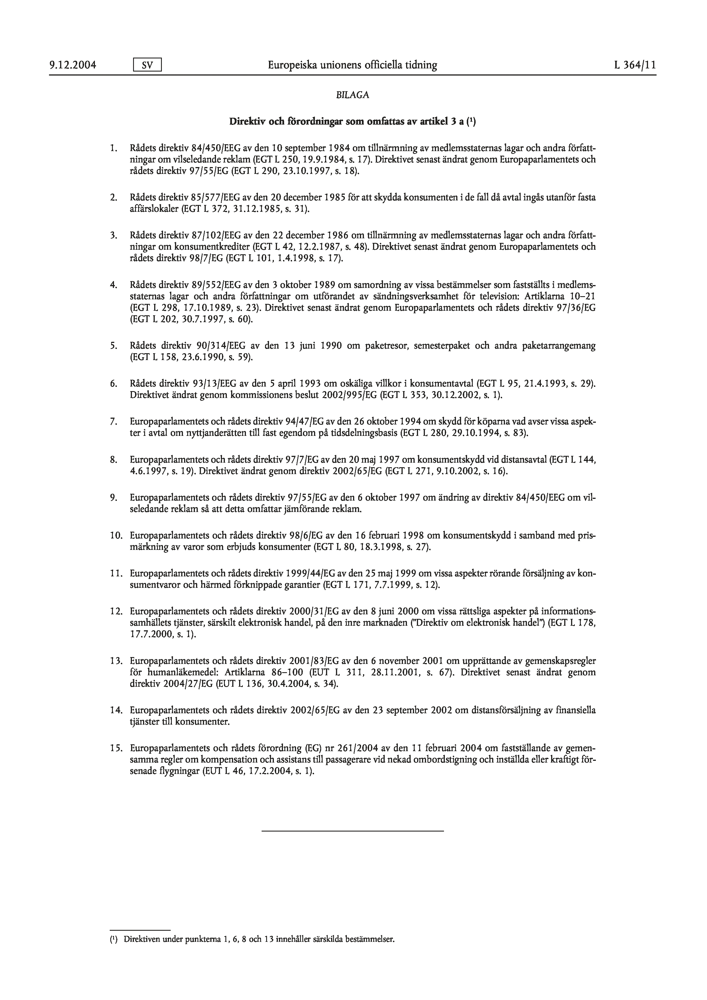 9.12.2004 SV Europeiska unionens officiella tidning L 364/11
BILAGA
Direktiv och förordningar som omfattas av artikel 3 a (¹)
1. Rådets direktiv 84/450/EEG av den 10 september 1984 om tillnärmning av medlemsstaternas lagar och andra författ-
ningar om vilseledande reklam (EGT L 250, 19.9.1984, s. 17). Direktivet senast ändrat genom Europaparlamentets och
rådets direktiv 97/55/EG (EGT L 290, 23.10.1997, s. 18).
2. Rådets direktiv 85/577/EEG av den 20 december 1985 för att skydda konsumenten i de fall då avtal ingås utanför fasta
affärslokaler (EGT L 372, 31.12.1985, s. 31).
3. Rådets direktiv 87/102/EEG av den 22 december 1986 om tillnärmning av medlemsstaternas lagar och andra författ-
ningar om konsumentkrediter (EGT L 42, 12.2.1987, s. 48). Direktivet senast ändrat genom Europaparlamentets och
rådets direktiv 98/7/EG (EGT L 101, 1.4.1998, s. 17).
4. Rådets direktiv 89/552/EEG av den 3 oktober 1989 om samordning av vissa bestämmelser som fastställts i medlems-
staternas lagar och andra författningar om utförandet av sändningsverksamhet för television: Artiklarna 10–21
(EGT L 298, 17.10.1989, s. 23). Direktivet senast ändrat genom Europaparlamentets och rådets direktiv 97/36/EG
(EGT L 202, 30.7.1997, s. 60).
5. Rådets direktiv 90/314/EEG av den 13 juni 1990 om paketresor, semesterpaket och andra paketarrangemang
(EGT L 158, 23.6.1990, s. 59).
6. Rådets direktiv 93/13/EEG av den 5 april 1993 om oskäliga villkor i konsumentavtal (EGT L 95, 21.4.1993, s. 29).
Direktivet ändrat genom kommissionens beslut 2002/995/EG (EGT L 353, 30.12.2002, s. 1).
7. Europaparlamentets och rådets direktiv 94/47/EG av den 26 oktober 1994 om skydd för köparna vad avser vissa aspek-
ter i avtal om nyttjanderätten till fast egendom på tidsdelningsbasis (EGT L 280, 29.10.1994, s. 83).
8. Europaparlamentets och rådets direktiv 97/7/EG av den 20 maj 1997 om konsumentskydd vid distansavtal (EGT L 144,
4.6.1997, s. 19). Direktivet ändrat genom direktiv 2002/65/EG (EGT L 271, 9.10.2002, s. 16).
9. Europaparlamentets och rådets direktiv 97/55/EG av den 6 oktober 1997 om ändring av direktiv 84/450/EEG om vil-
seledande reklam så att detta omfattar jämförande reklam.
10. Europaparlamentets och rådets direktiv 98/6/EG av den 16 februari 1998 om konsumentskydd i samband med pris-
märkning av varor som erbjuds konsumenter (EGT L 80, 18.3.1998, s. 27).
11. Europaparlamentets och rådets direktiv 1999/44/EG av den 25 maj 1999 om vissa aspekter rörande försäljning av kon-
sumentvaror och härmed förknippade garantier (EGT L 171, 7.7.1999, s. 12).
12. Europaparlamentets och rådets direktiv 2000/31/EG av den 8 juni 2000 om vissa rättsliga aspekter på informations-
samhällets tjänster, särskilt elektronisk handel, på den inre marknaden (”Direktiv om elektronisk handel”) (EGT L 178,
17.7.2000, s. 1).
13. Europaparlamentets och rådets direktiv 2001/83/EG av den 6 november 2001 om upprättande av gemenskapsregler
för humanläkemedel: Artiklarna 86–100 (EUT L 311, 28.11.2001, s. 67). Direktivet senast ändrat genom
direktiv 2004/27/EG (EUT L 136, 30.4.2004, s. 34).
14. Europaparlamentets och rådets direktiv 2002/65/EG av den 23 september 2002 om distansförsäljning av finansiella
tjänster till konsumenter.
15. Europaparlamentets och rådets förordning (EG) nr 261/2004 av den 11 februari 2004 om fastställande av gemen-
samma regler om kompensation och assistans till passagerare vid nekad ombordstigning och inställda eller kraftigt för-
senade flygningar (EUT L 46, 17.2.2004, s. 1).
(¹) Direktiven under punkterna 1, 6, 8 och 13 innehåller särskilda bestämmelser.